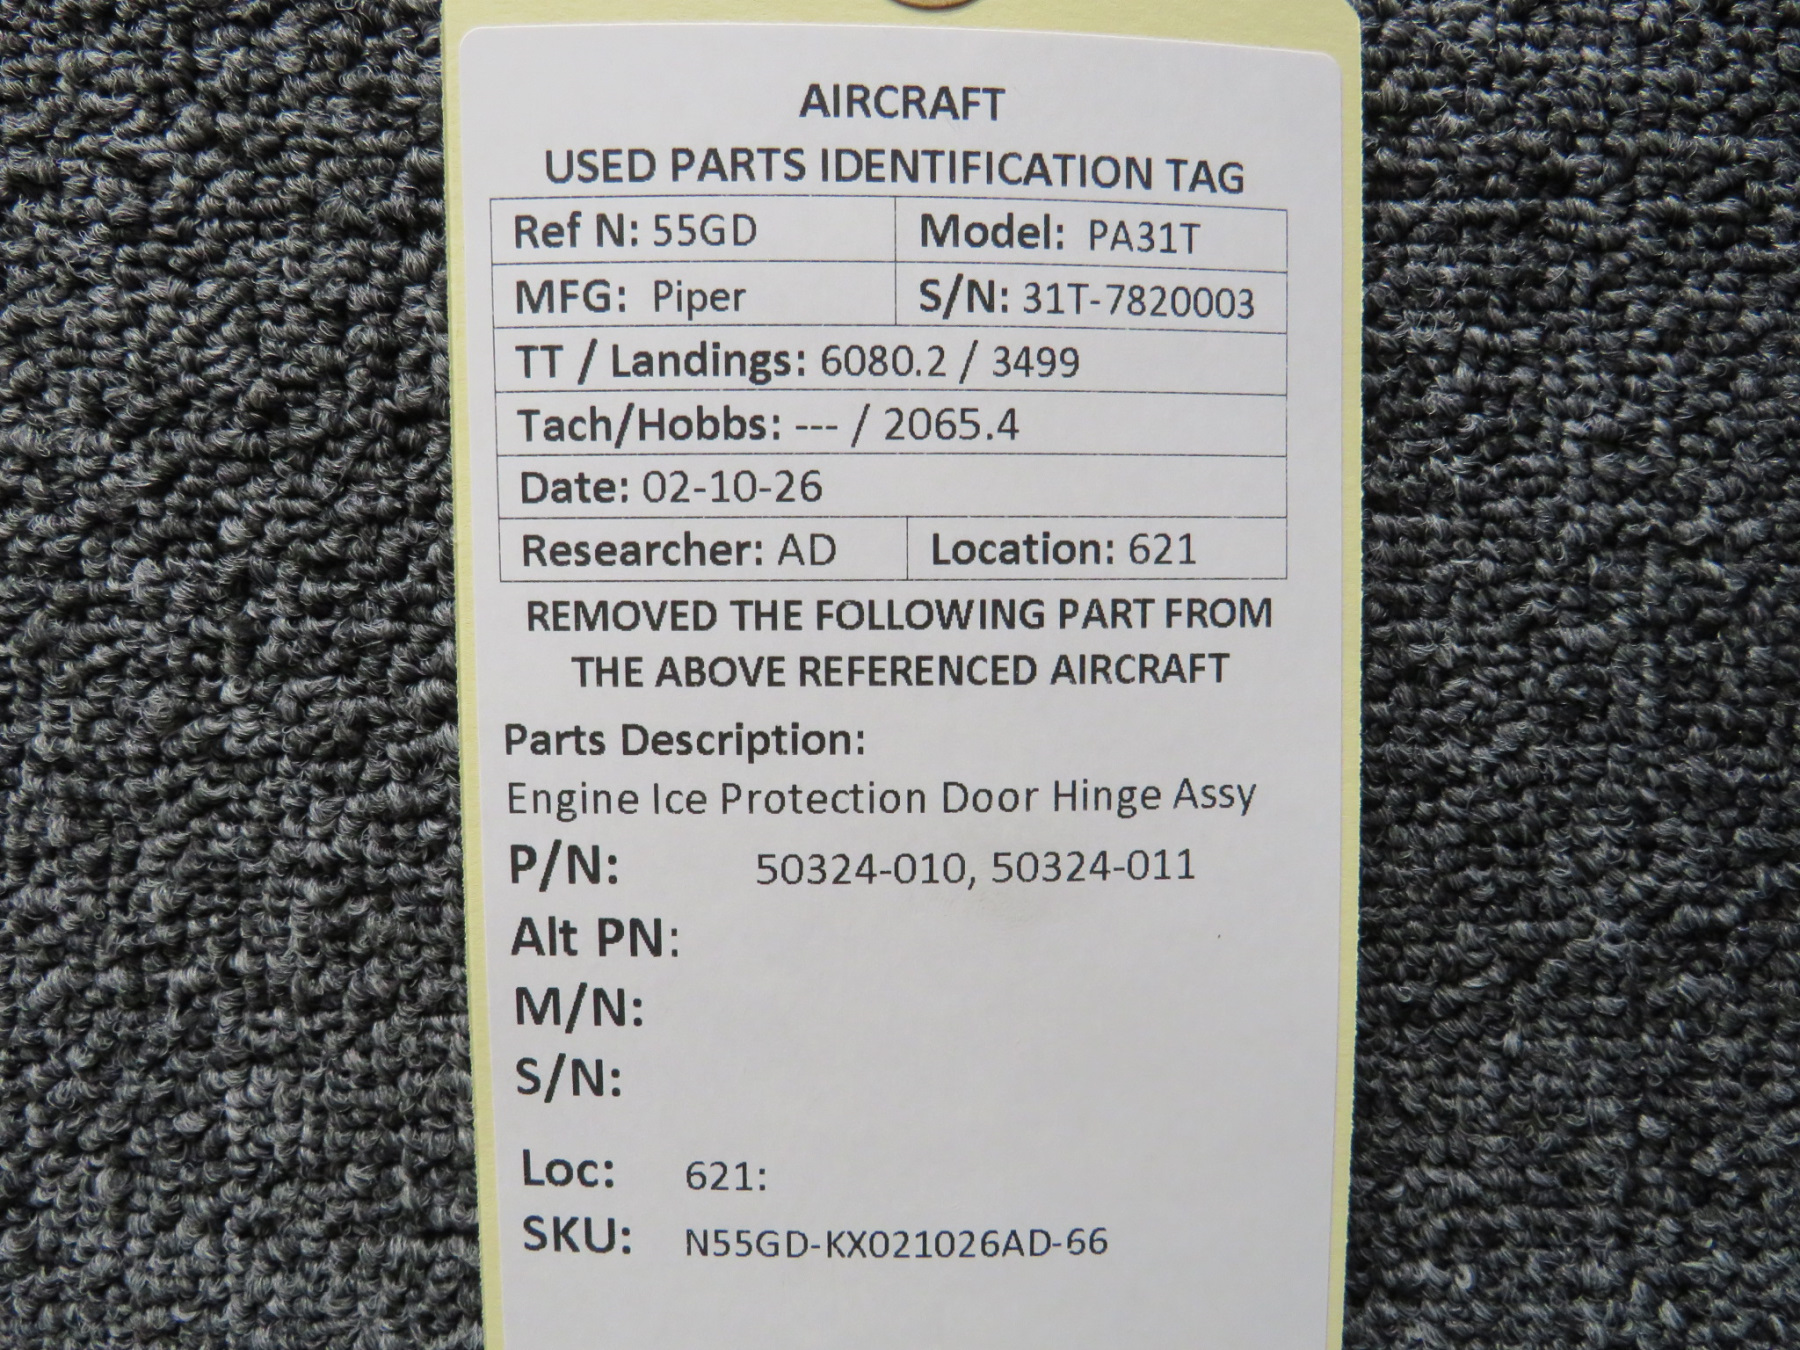 AIRCRAFT
USED PARTS IDENTIFICATION TAG
Ref N: 55GD Model: PA31T
MFG: Piper S/N: 31T-7820003
TT / Landings: 6080.2 / 3499
Tach/Hobbs: --- / 2065.4
Date: 02-10-26
Researcher: AD Location: 621
REMOVED THE FOLLOWING PART FROM
THE ABOVE REFERENCED AIRCRAFT
Parts Description:
Engine Ice Protection Door Hinge Assy
P/N: 50324-010, 50324-011
Alt PN:
M/N:
S/N:
Loc: 621:
SKU: N55GD-KX021026AD-66